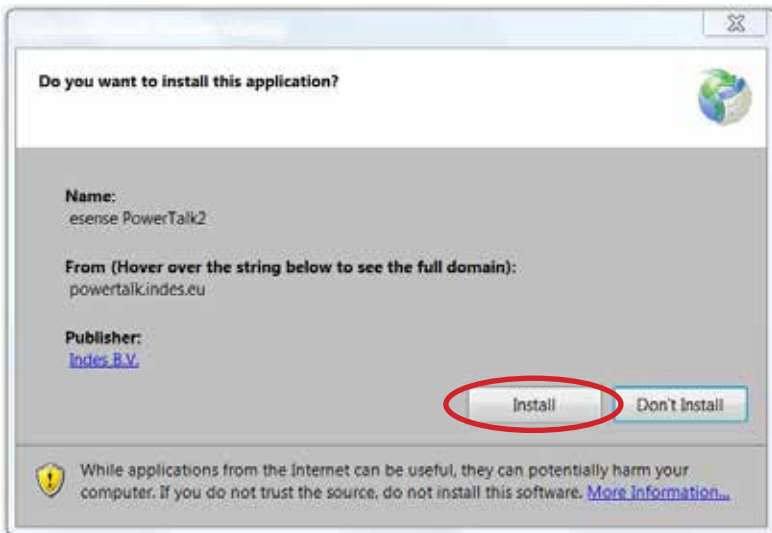 Do you want to install this application?
Name:
esense PowerTalk2
From (Hover over the string below to see the full domain):
powertalk.indes.eu
Publisher:
Indes B.V.
Install
Don't Install
While applications from the Internet can be useful, they can potentially harm your
computer. If you do not trust the source, do not install this software. More Information...